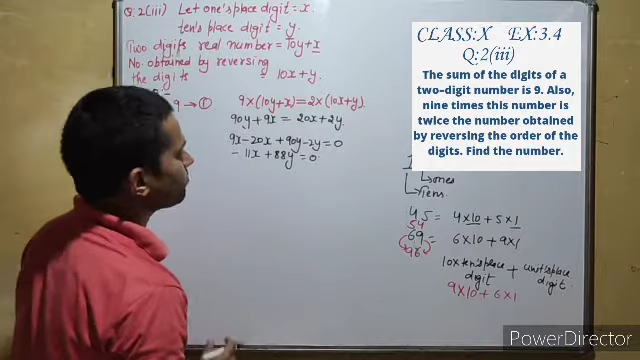 Q. 2(iii) Let one's place digit = x.
ten's place digit = y.
Two digits real number = 10y+x
No. obtained by reversing
the digits = 10x+y.
9 → ①
9×(10y+x)=2×(10x+y).
90y+9x = 20x+2y.
9x-20x+90y-2y=0
-11x+88y=0.
CLASS:X EX:3.4
Q:2(iii)
The sum of the digits of a
two-digit number is 9. Also,
nine times this number is
twice the number obtained
by reversing the order of the
digits. Find the number.
ones
Tens
45 = 4×10+5×1
54
69 = 6×10+9×1
96
10×ten's place digit + unit's place digit.
9×10+6×1
PowerDirector